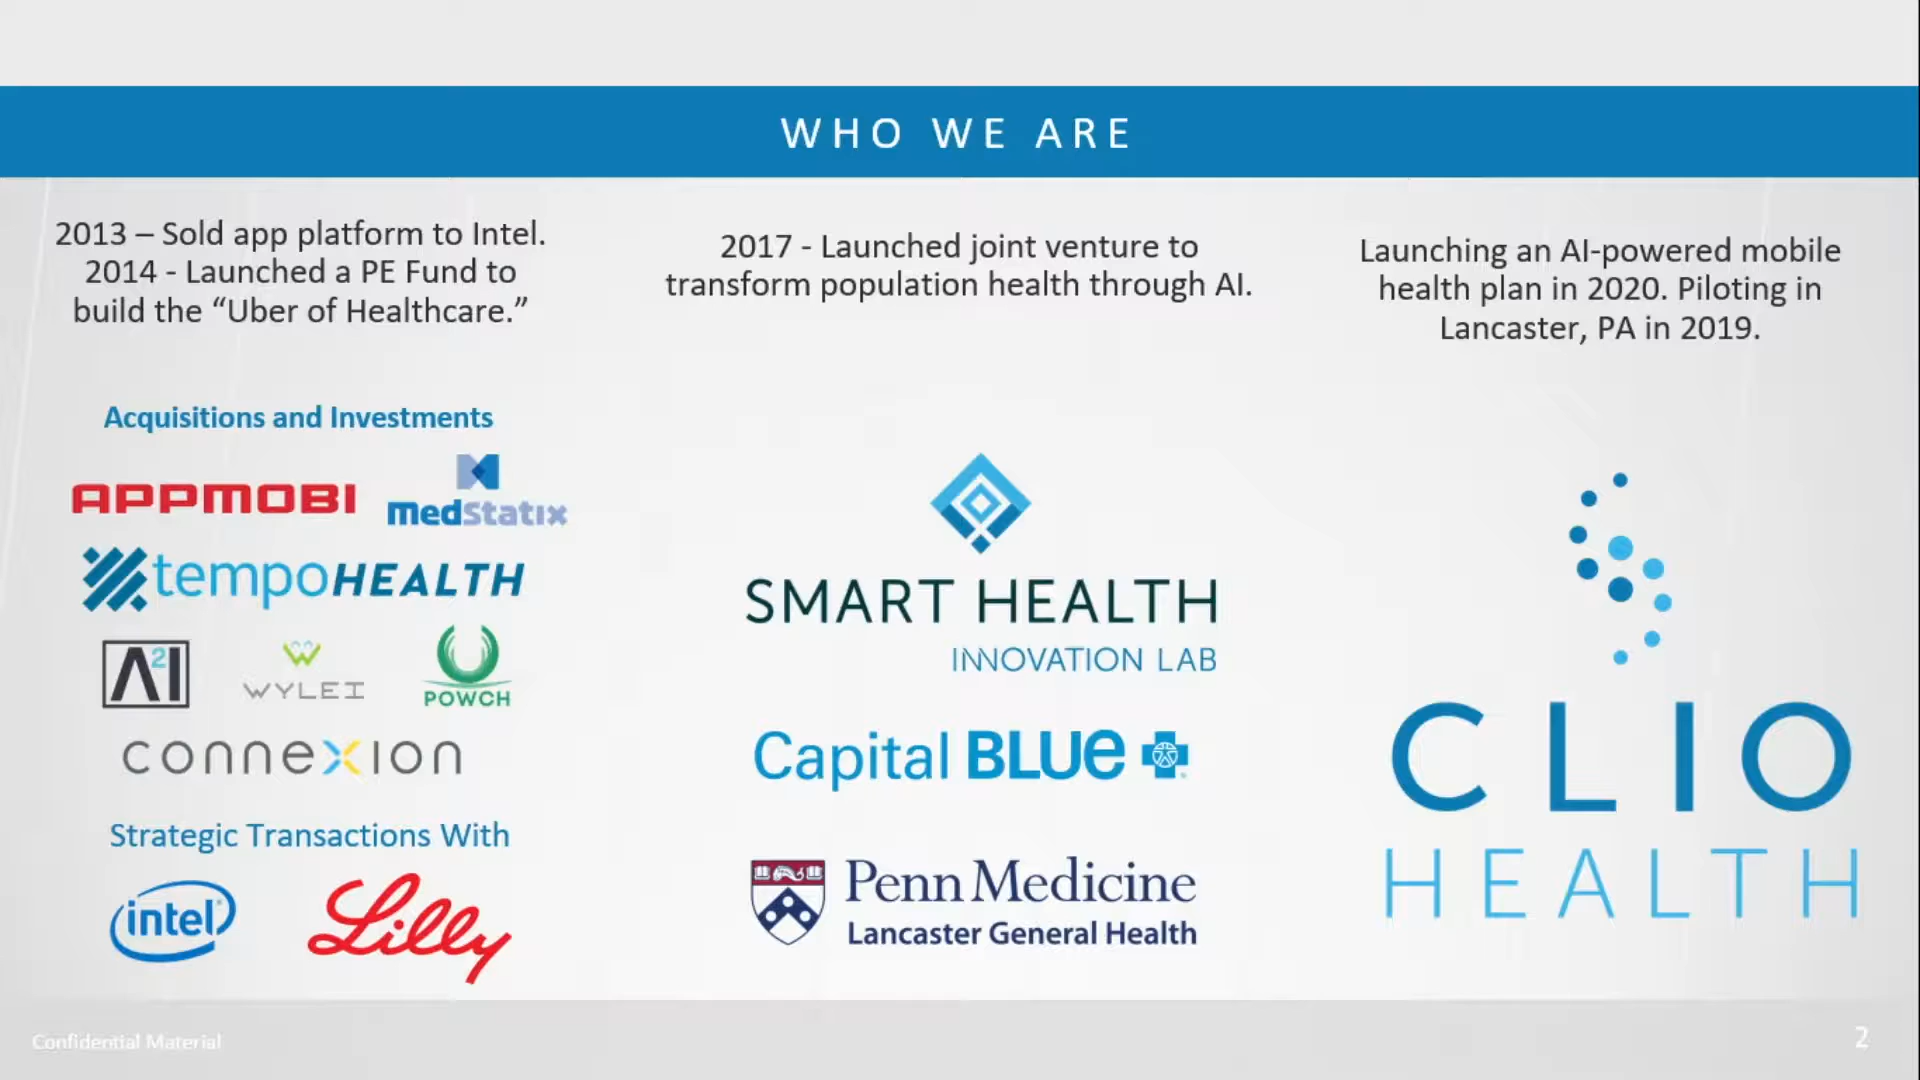 WHO WE ARE
2013 – Sold app platform to Intel.
2014 - Launched a PE Fund to
build the “Uber of Healthcare.”
Acquisitions and Investments
APPMOBI
medStatix
tempoHEALTH
A2I
WYLEI
POWCH
connexion
Strategic Transactions With
intel
Lilly
2017 - Launched joint venture to
transform population health through AI.
SMART HEALTH
INNOVATION LAB
Capital BLUe
Penn Medicine
Lancaster General Health
Launching an AI-powered mobile
health plan in 2020. Piloting in
Lancaster, PA in 2019.
CLIO
HEALTH
Confidential Material
2